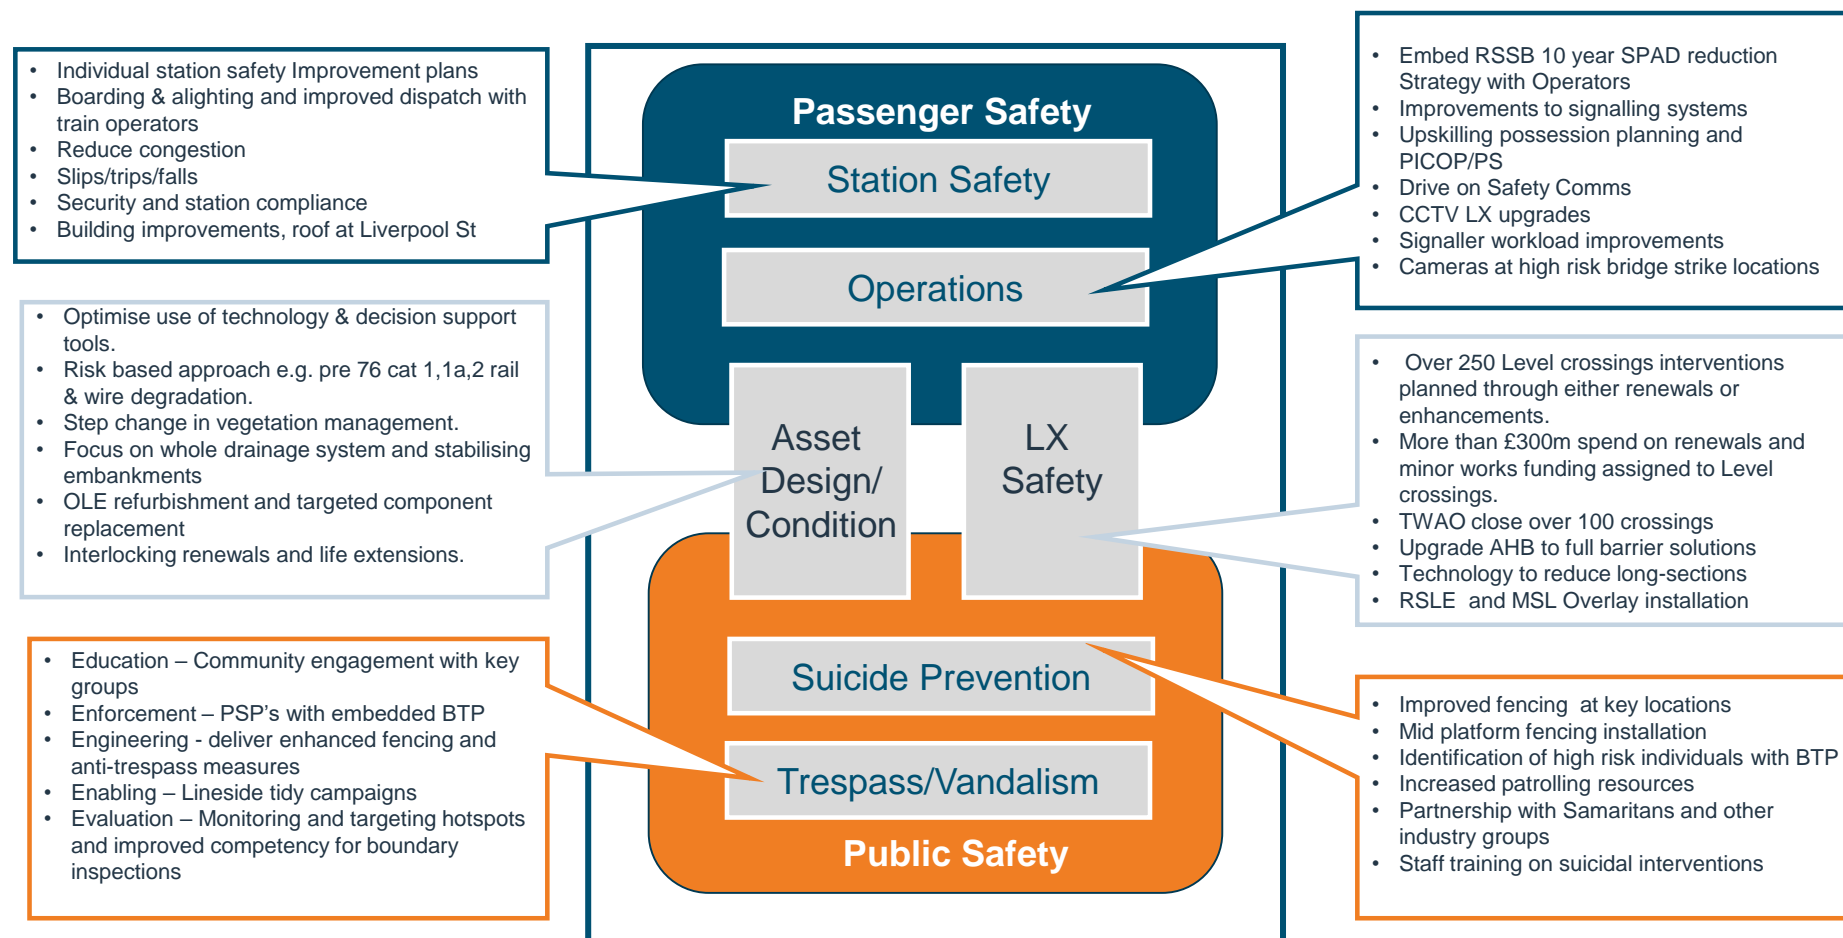 • Individual station safety Improvement plans
• Boarding & alighting and improved dispatch with
train operators
• Reduce congestion
• Slips/trips/falls
• Security and station compliance
• Building improvements, roof at Liverpool St
• Optimise use of technology & decision support
tools.
• Risk based approach e.g. pre 76 cat 1,1a,2 rail
& wire degradation.
• Step change in vegetation management.
• Focus on whole drainage system and stabilising
embankments
• OLE refurbishment and targeted component
replacement
• Interlocking renewals and life extensions.
• Education – Community engagement with key
groups
• Enforcement – PSP's with embedded BTP
• Engineering - deliver enhanced fencing and
anti-trespass measures
• Enabling – Lineside tidy campaigns
• Evaluation – Monitoring and targeting hotspots
and improved competency for boundary
inspections
Passenger Safety
Station Safety
Operations
Asset
Design/
Condition
LX
Safety
Suicide Prevention
Trespass/Vandalism
Public Safety
• Embed RSSB 10 year SPAD reduction
Strategy with Operators
• Improvements to signalling systems
• Upskilling possession planning and
PICOP/PS
• Drive on Safety Comms
• CCTV LX upgrades
• Signaller workload improvements
• Cameras at high risk bridge strike locations
• Over 250 Level crossings interventions
planned through either renewals or
enhancements.
• More than £300m spend on renewals and
minor works funding assigned to Level
crossings.
• TWAO close over 100 crossings
• Upgrade AHB to full barrier solutions
• Technology to reduce long-sections
• RSLE and MSL Overlay installation
• Improved fencing at key locations
• Mid platform fencing installation
• Identification of high risk individuals with BTP
• Increased patrolling resources
• Partnership with Samaritans and other
industry groups
• Staff training on suicidal interventions